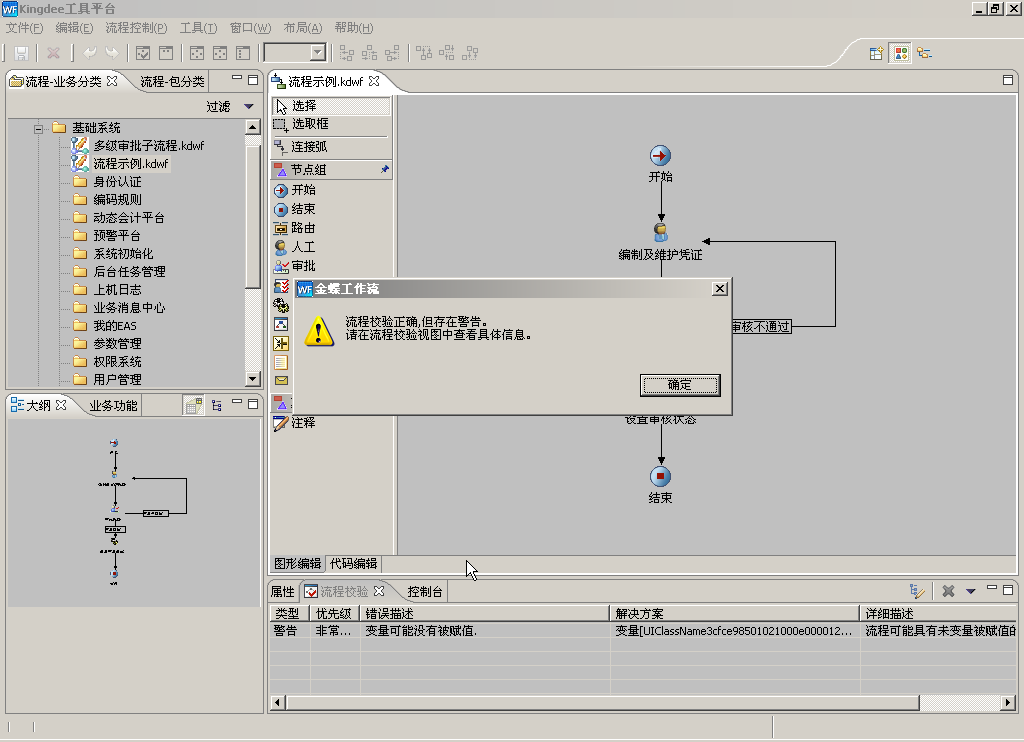 Kingdee工具平台
文件(F) 编辑(E) 流程控制(P) 工具(T) 窗口(W) 布局(A) 帮助(H)
流程-业务分类 流程-包分类
过滤
基础系统
多级审批子流程.kdwf
流程示例.kdwf
身份认证
编码规则
动态会计平台
预警平台
系统初始化
后台任务管理
上机日志
业务消息中心
我的EAS
参数管理
权限系统
用户管理
大纲 业务功能
流程示例.kdwf
选择
选取框
连接弧
节点组
开始
结束
路由
人工
审批
注释
开始
编制及维护凭证
审核不通过
设置审核状态
结束
WF 金蝶工作流
流程校验正确,但存在警告。
请在流程校验视图中查看具体信息。
确定
图形编辑 代码编辑
属性 流程校验 控制台
类型 优先级 错误描述 解决方案 详细描述
警告 非常... 变量可能没有被赋值. 变量[UIClassName3cfce98501021000e000012... 流程可能具有未变量被赋值的